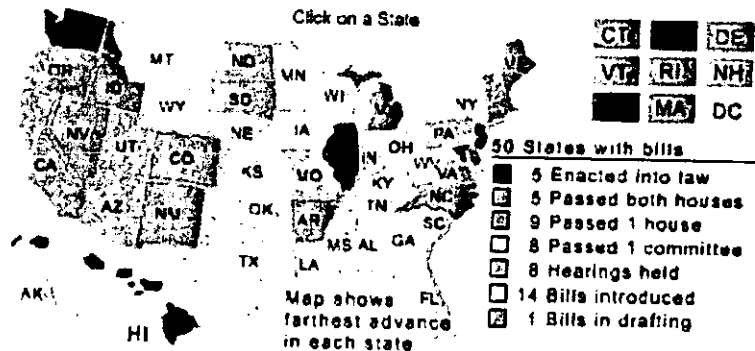 Click on a State
CT DE
VT RI NH
MA DC
OR MT ND MN ME
ID SD WI NY
WY
NV UT NE IA PA
CA CO IN OH WV VA
KS MO KY
AZ NM OK AR TN NC
SC
MS AL GA
TX LA
AK HI FL
Map shows
farthest advance
in each state
50 States with bills
5 Enacted into law
5 Passed both houses
9 Passed 1 house
8 Passed 1 committee
8 Hearings held
14 Bills introduced
1 Bills in drafting